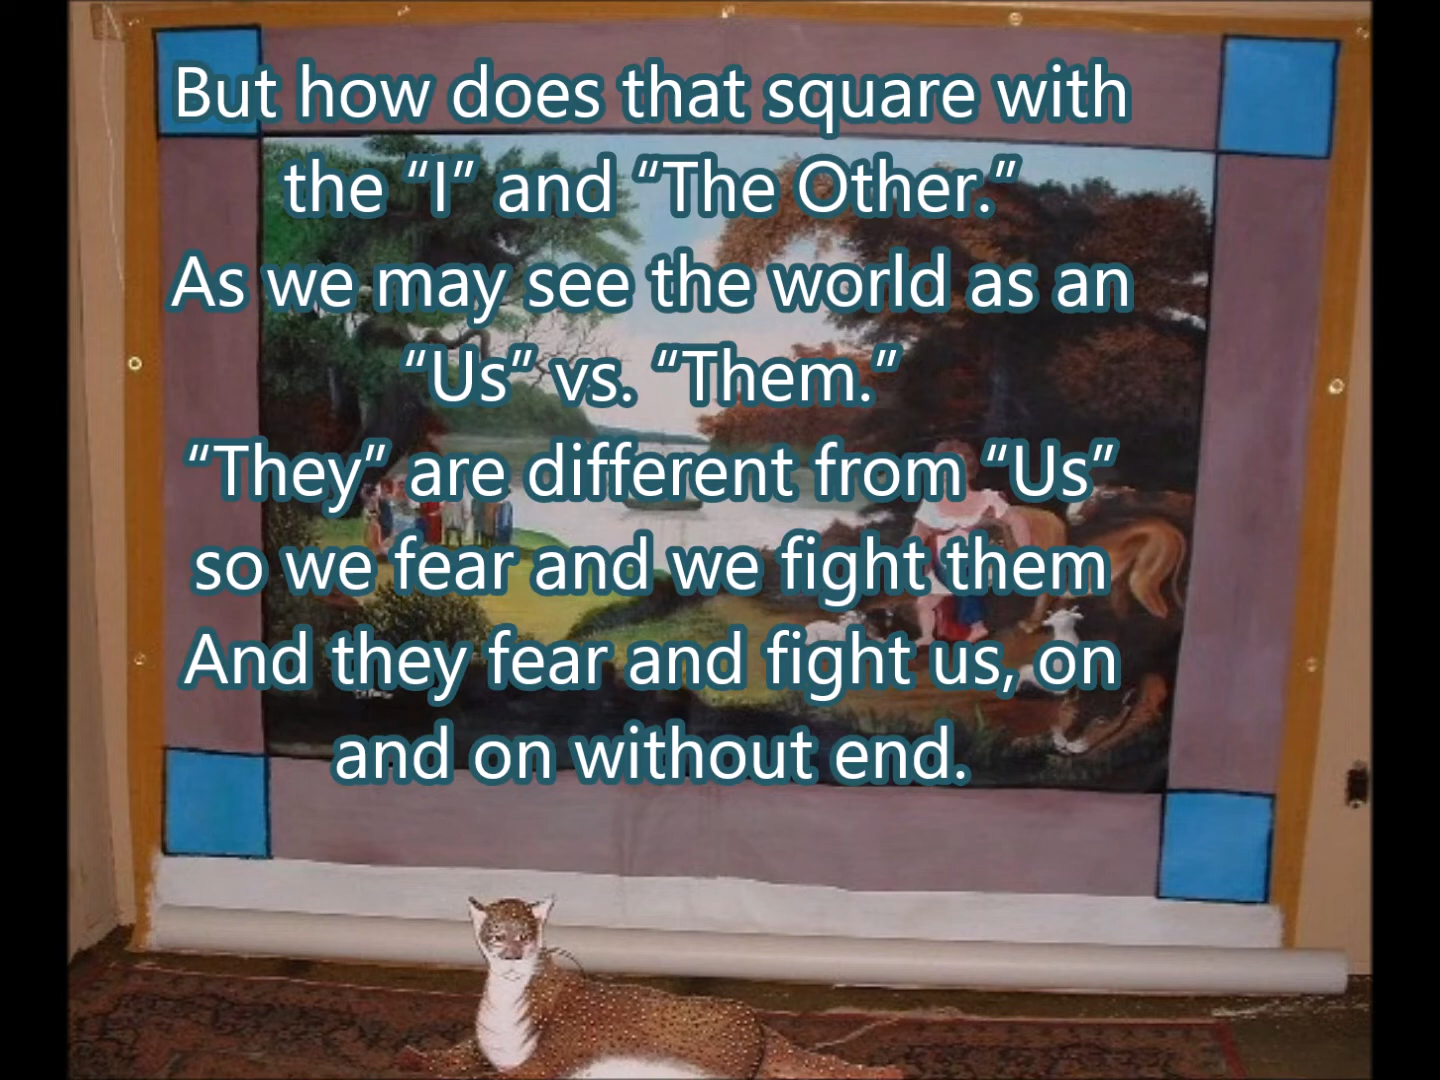 But how does that square with
the “I” and “The Other.”
As we may see the world as an
“Us” vs. “Them.”
“They” are different from “Us”
so we fear and we fight them
And they fear and fight us, on
and on without end.